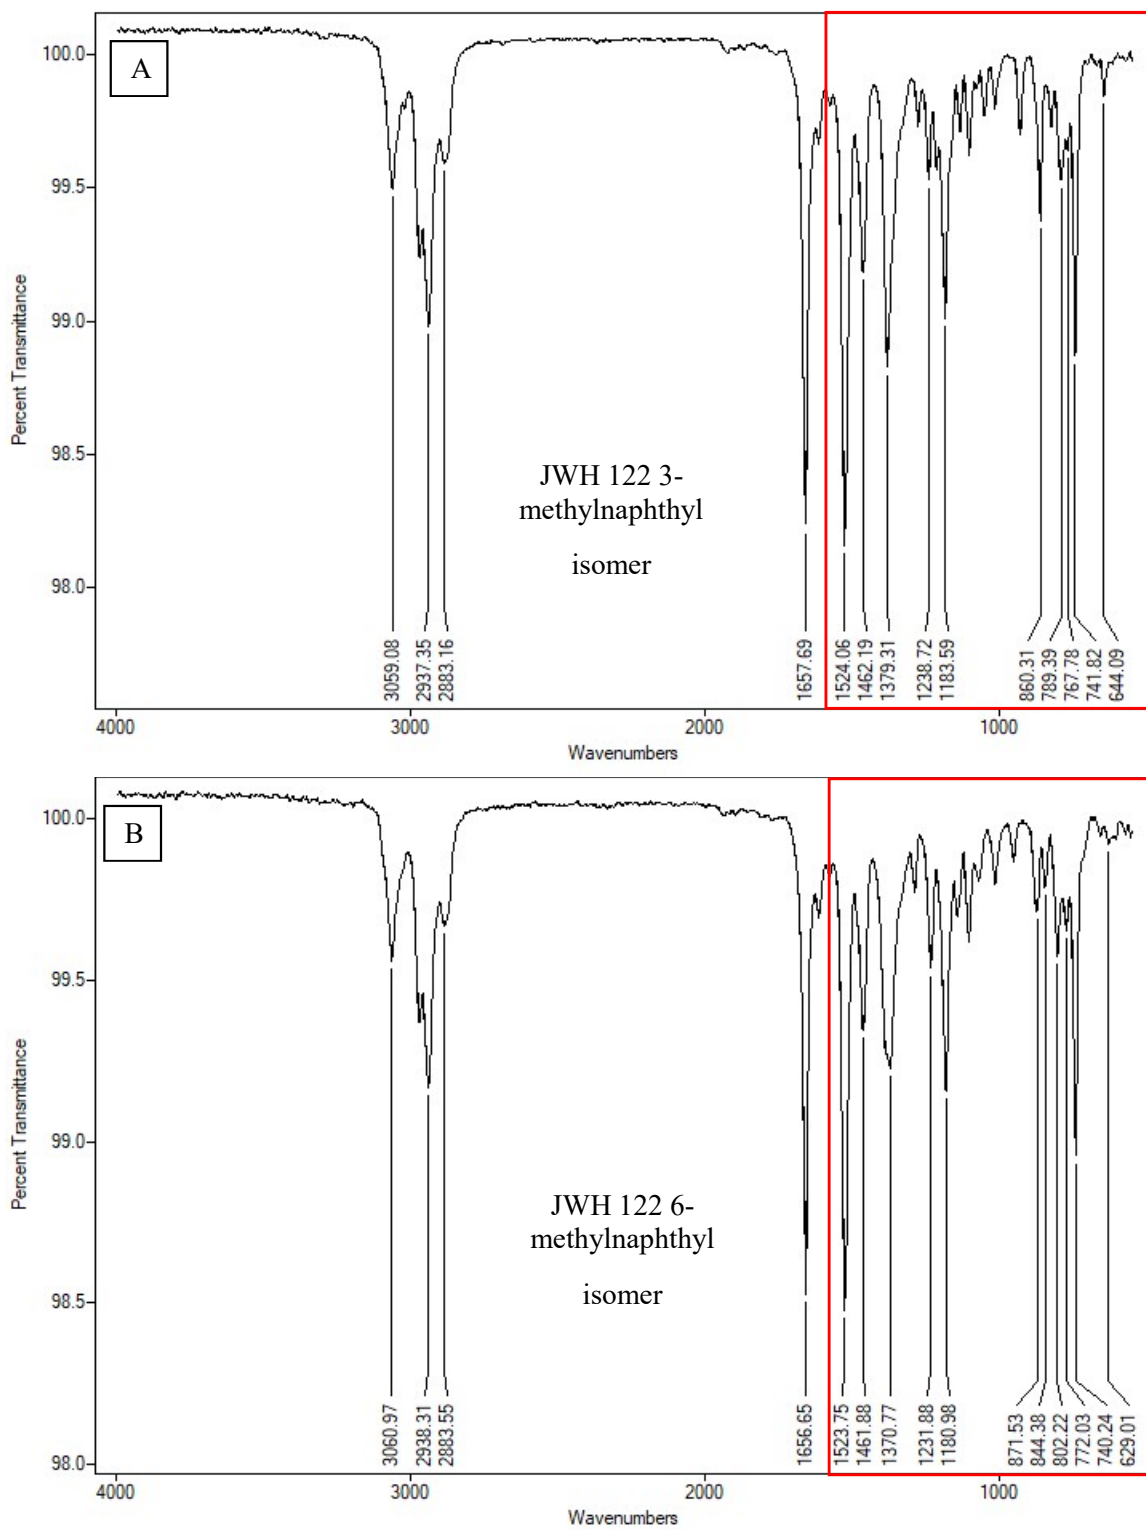 A
100.0
99.5
99.0
98.5
98.0
Percent Transmittance
JWH 122 3-
methylnaphthyl
isomer
3059.08
2937.35
2883.16
1657.69
1524.06
1462.19
1379.31
1238.72
1183.59
860.31
789.39
767.78
741.82
644.09
4000 3000 2000 1000
Wavenumbers
B
100.0
99.5
99.0
98.5
98.0
Percent Transmittance
JWH 122 6-
methylnaphthyl
isomer
3060.97
2938.31
2883.55
1656.65
1523.75
1461.88
1370.77
1231.88
1180.98
871.53
844.38
802.22
772.03
740.24
629.01
4000 3000 2000 1000
Wavenumbers